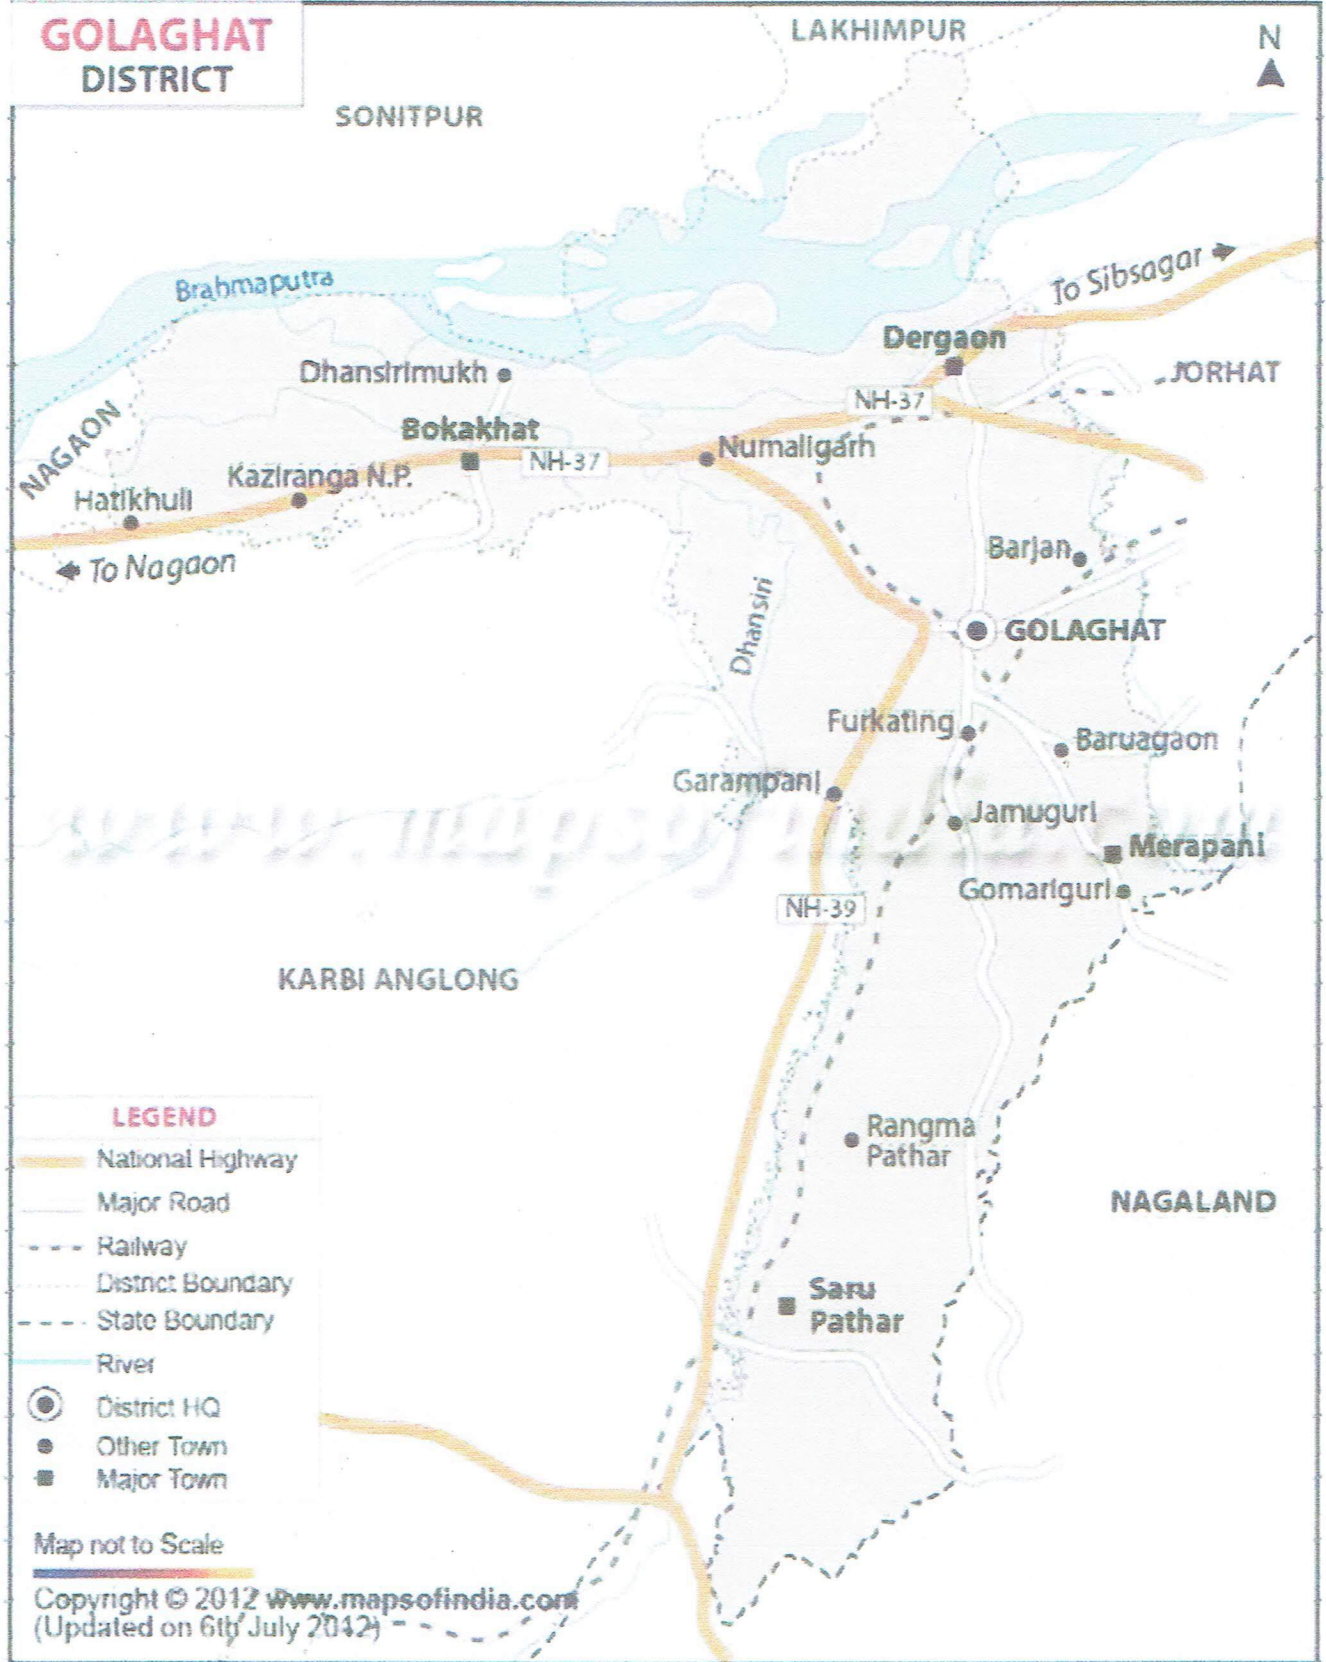 GOLAGHAT
DISTRICT
LAKHIMPUR
N
SONITPUR
Brahmaputra
To Sibsagar
Dergaon
Dhansirimukh
JORHAT
NH-37
NAGAON
Bokakhat
Numaligarh
NH-37
Kaziranga N.P.
Hatikhuli
To Nagaon
Barjan
Dhansiri
GOLAGHAT
Furkating
Baruagaon
Garampani
Jamuguri
www.mapsofindia.com
Merapani
Gomariguri
NH-39
KARBI ANGLONG
LEGEND
National Highway
Major Road
Railway
District Boundary
State Boundary
River
District HQ
Other Town
Major Town
Rangma
Pathar
NAGALAND
Saru
Pathar
Map not to Scale
Copyright © 2012 www.mapsofindia.com
(Updated on 6th July 2012)